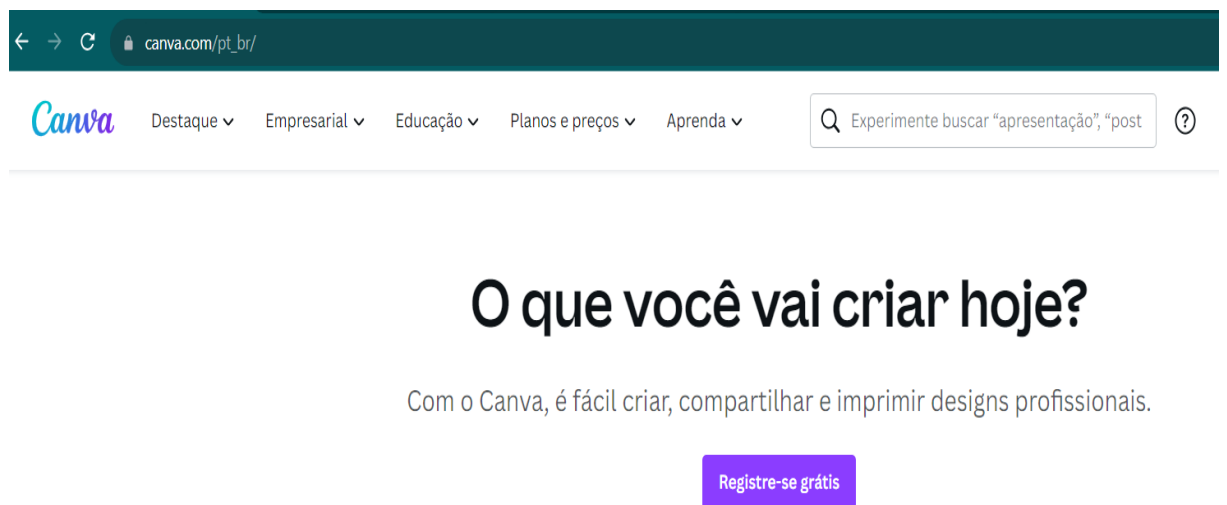 canva.com/pt_br/
Canva Destaque Empresarial Educação Planos e preços Aprenda Experimente buscar “apresentação”, “post ?
O que você vai criar hoje?
Com o Canva, é fácil criar, compartilhar e imprimir designs profissionais.
Registre-se grátis